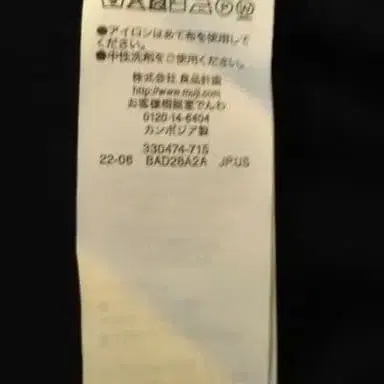 ●アイロンはあて布を使用して
ください。
●中性洗剤をご使用ください。
株式会社 良品計画
http://www.muji.com
お客様相談室でんわ
0120-14-6404
カンボジア製
330474-715
22-06 BAD28A2A JP.US